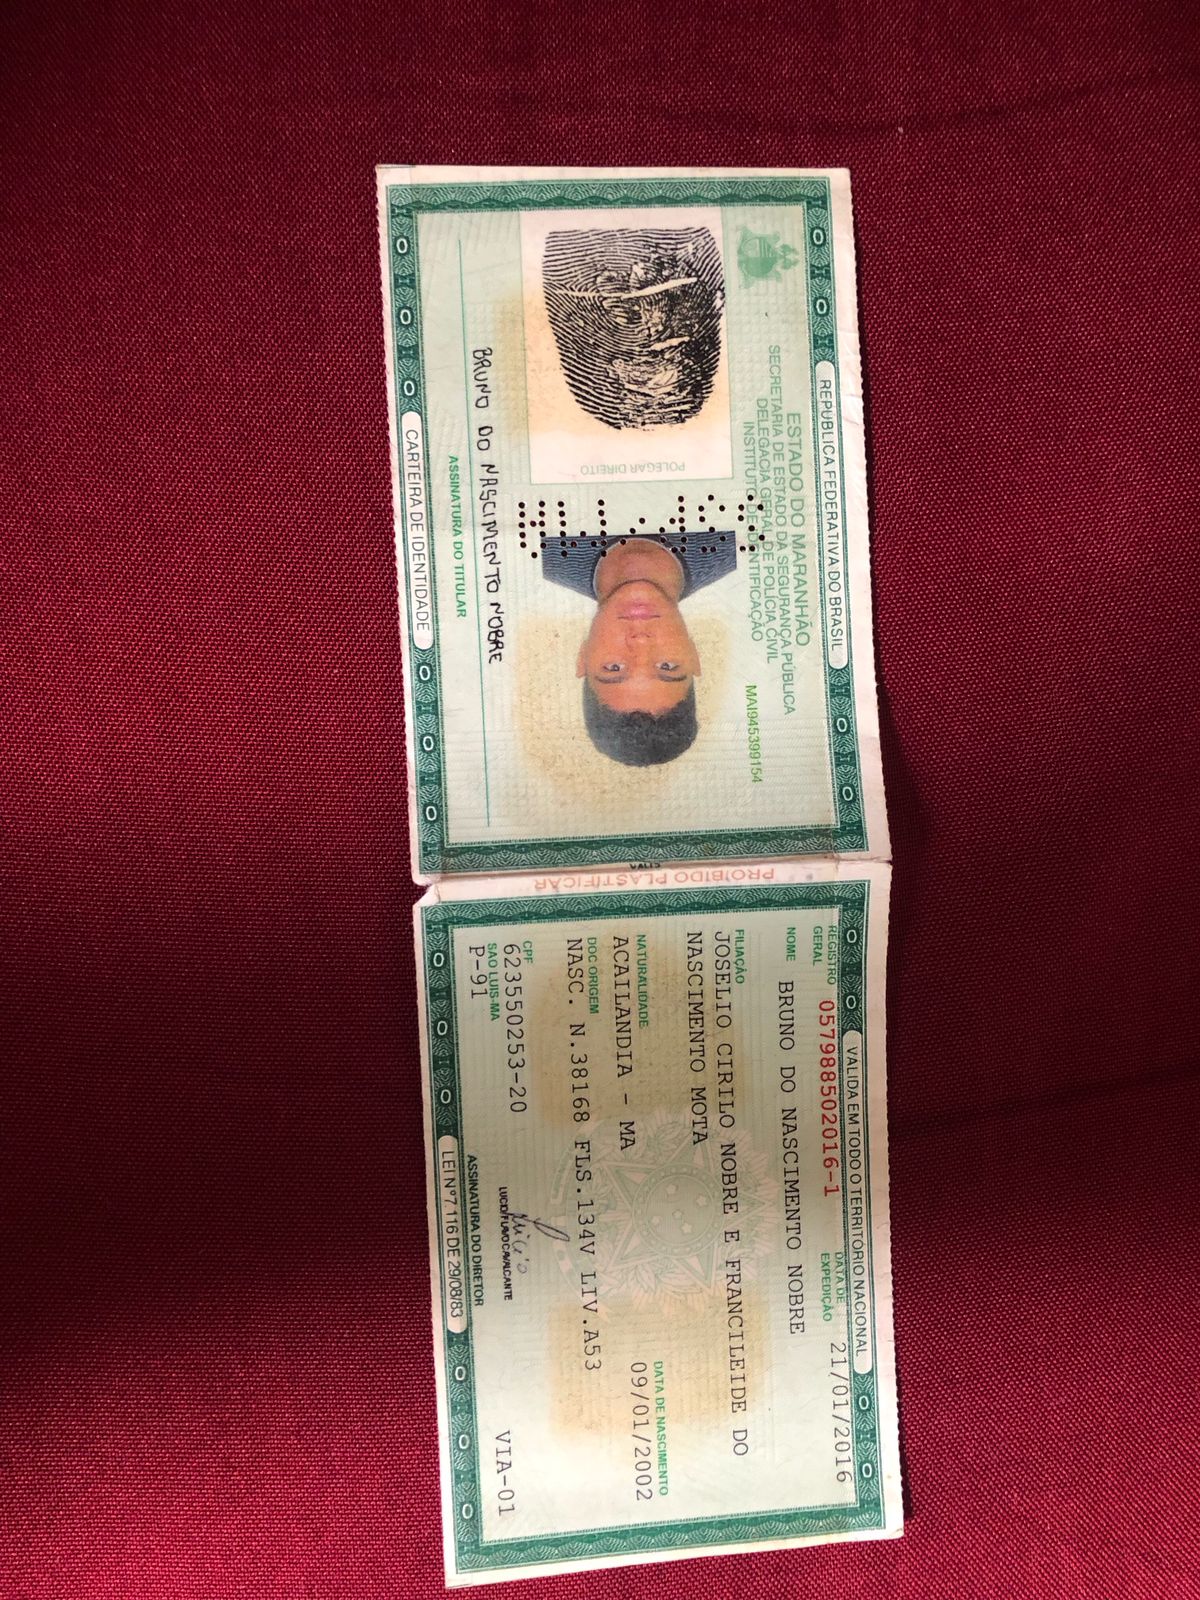 REPÚBLICA FEDERATIVA DO BRASIL
ESTADO DO MARANHÃO
SECRETARIA DE ESTADO DA SEGURANÇA PÚBLICA
DELEGACIA GERAL DE POLÍCIA CIVIL
INSTITUTO DE IDENTIFICAÇÃO
MAI945399154
POLEGAR DIREITO
BRUNO DO NASCIMENTO NOBRE
ASSINATURA DO TITULAR
CARTEIRA DE IDENTIDADE
PROIBIDO PLASTIFICAR
VÁLIDA EM TODO O TERRITÓRIO NACIONAL
REGISTRO GERAL 057988502016-1 DATA DE EXPEDIÇÃO 21/01/2016
NOME BRUNO DO NASCIMENTO NOBRE
FILIAÇÃO
JOSELIO CIRILO NOBRE E FRANCILEIDE DO
NASCIMENTO MOTA
NATURALIDADE DATA DE NASCIMENTO
ACAILANDIA - MA 09/01/2002
DOC ORIGEM
NASC. N.38168 FLS.134V LIV.A53
CPF
623550253-20
SAO LUIS-MA
P-91
LUCIO FLAVO CAVALCANTE
VIA-01
ASSINATURA DO DIRETOR
LEI Nº 7.116 DE 29/08/83